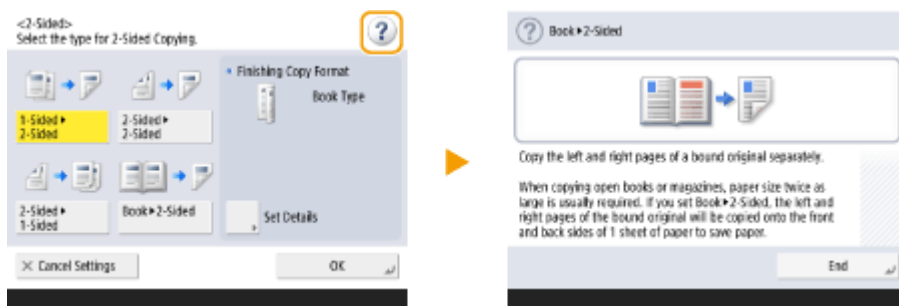 <2-Sided>
Select the type for 2-Sided Copying.
?
1-Sided▶
2-Sided
2-Sided▶
2-Sided
2-Sided▶
1-Sided
Book▶2-Sided
Finishing Copy Format
Book Type
Set Details
× Cancel Settings
OK
? Book▶2-Sided
Copy the left and right pages of a bound original separately.
When copying open books or magazines, paper size twice as
large is usually required. If you set Book▶2-Sided, the left and
right pages of the bound original will be copied onto the front
and back sides of 1 sheet of paper to save paper.
End